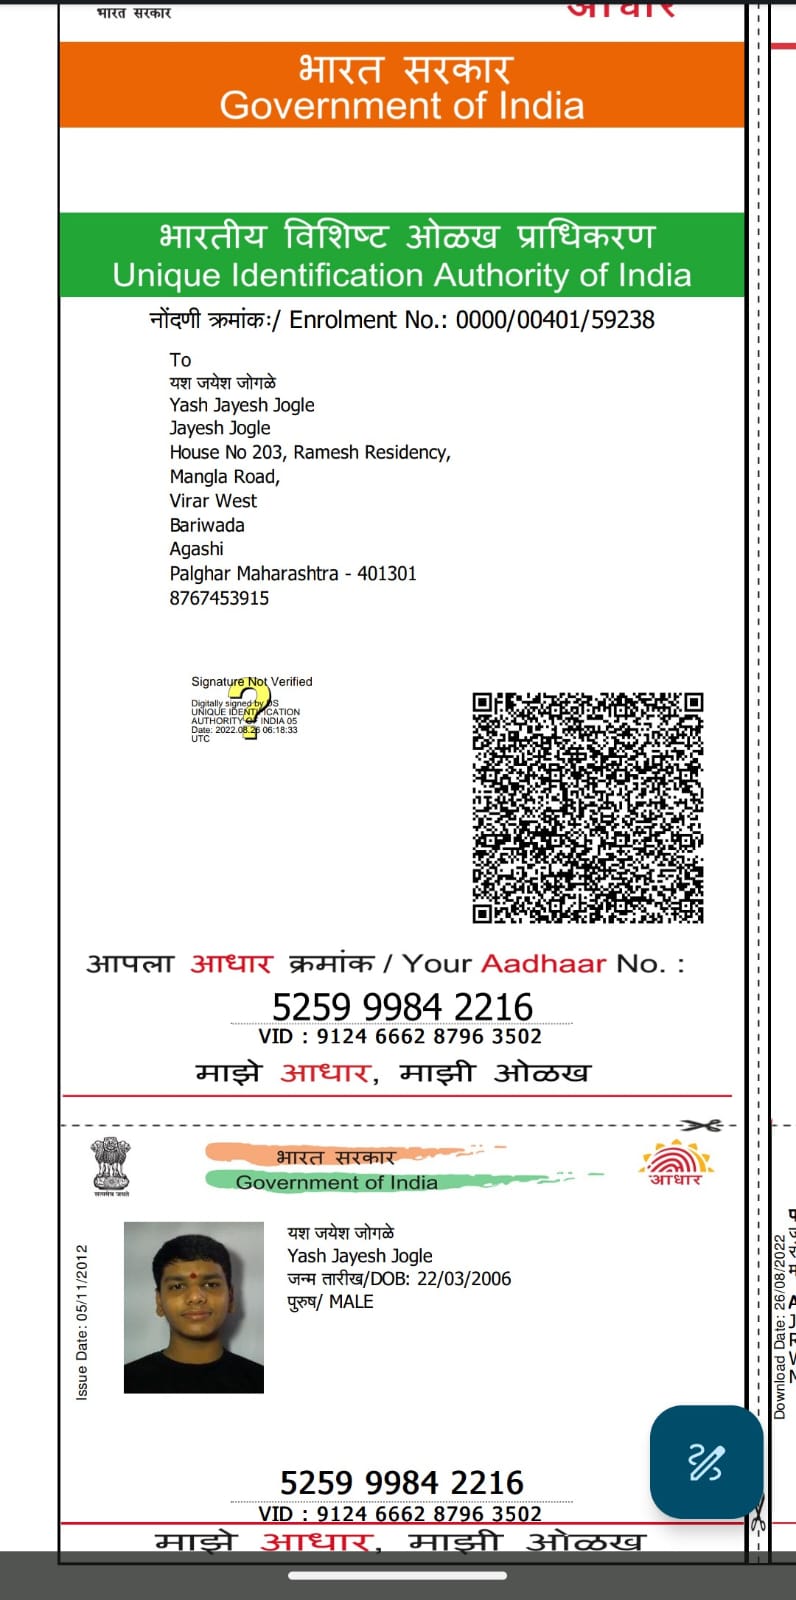 भारत सरकार
भारत सरकार
Government of India
भारतीय विशिष्ट ओळख प्राधिकरण
Unique Identification Authority of India
नोंदणी क्रमांक:/ Enrolment No.: 0000/00401/59238
To
यश जयेश जोगळे
Yash Jayesh Jogle
Jayesh Jogle
House No 203, Ramesh Residency,
Mangla Road,
Virar West
Bariwada
Agashi
Palghar Maharashtra - 401301
8767453915
Signature Not Verified
Digitally signed by DS
UNIQUE IDENTIFICATION
AUTHORITY OF INDIA 05
Date: 2022.08.26 06:18:33
UTC
आपला आधार क्रमांक / Your Aadhaar No. :
5259 9984 2216
VID : 9124 6662 8796 3502
माझे आधार, माझी ओळख
भारत सरकार
Government of India
सत्यमेव जयते
आधार
Issue Date: 05/11/2012
यश जयेश जोगळे
Yash Jayesh Jogle
जन्म तारीख/DOB: 22/03/2006
पुरुष/ MALE
Download Date: 26/08/2022
5259 9984 2216
VID : 9124 6662 8796 3502
माझे आधार, माझी ओळख